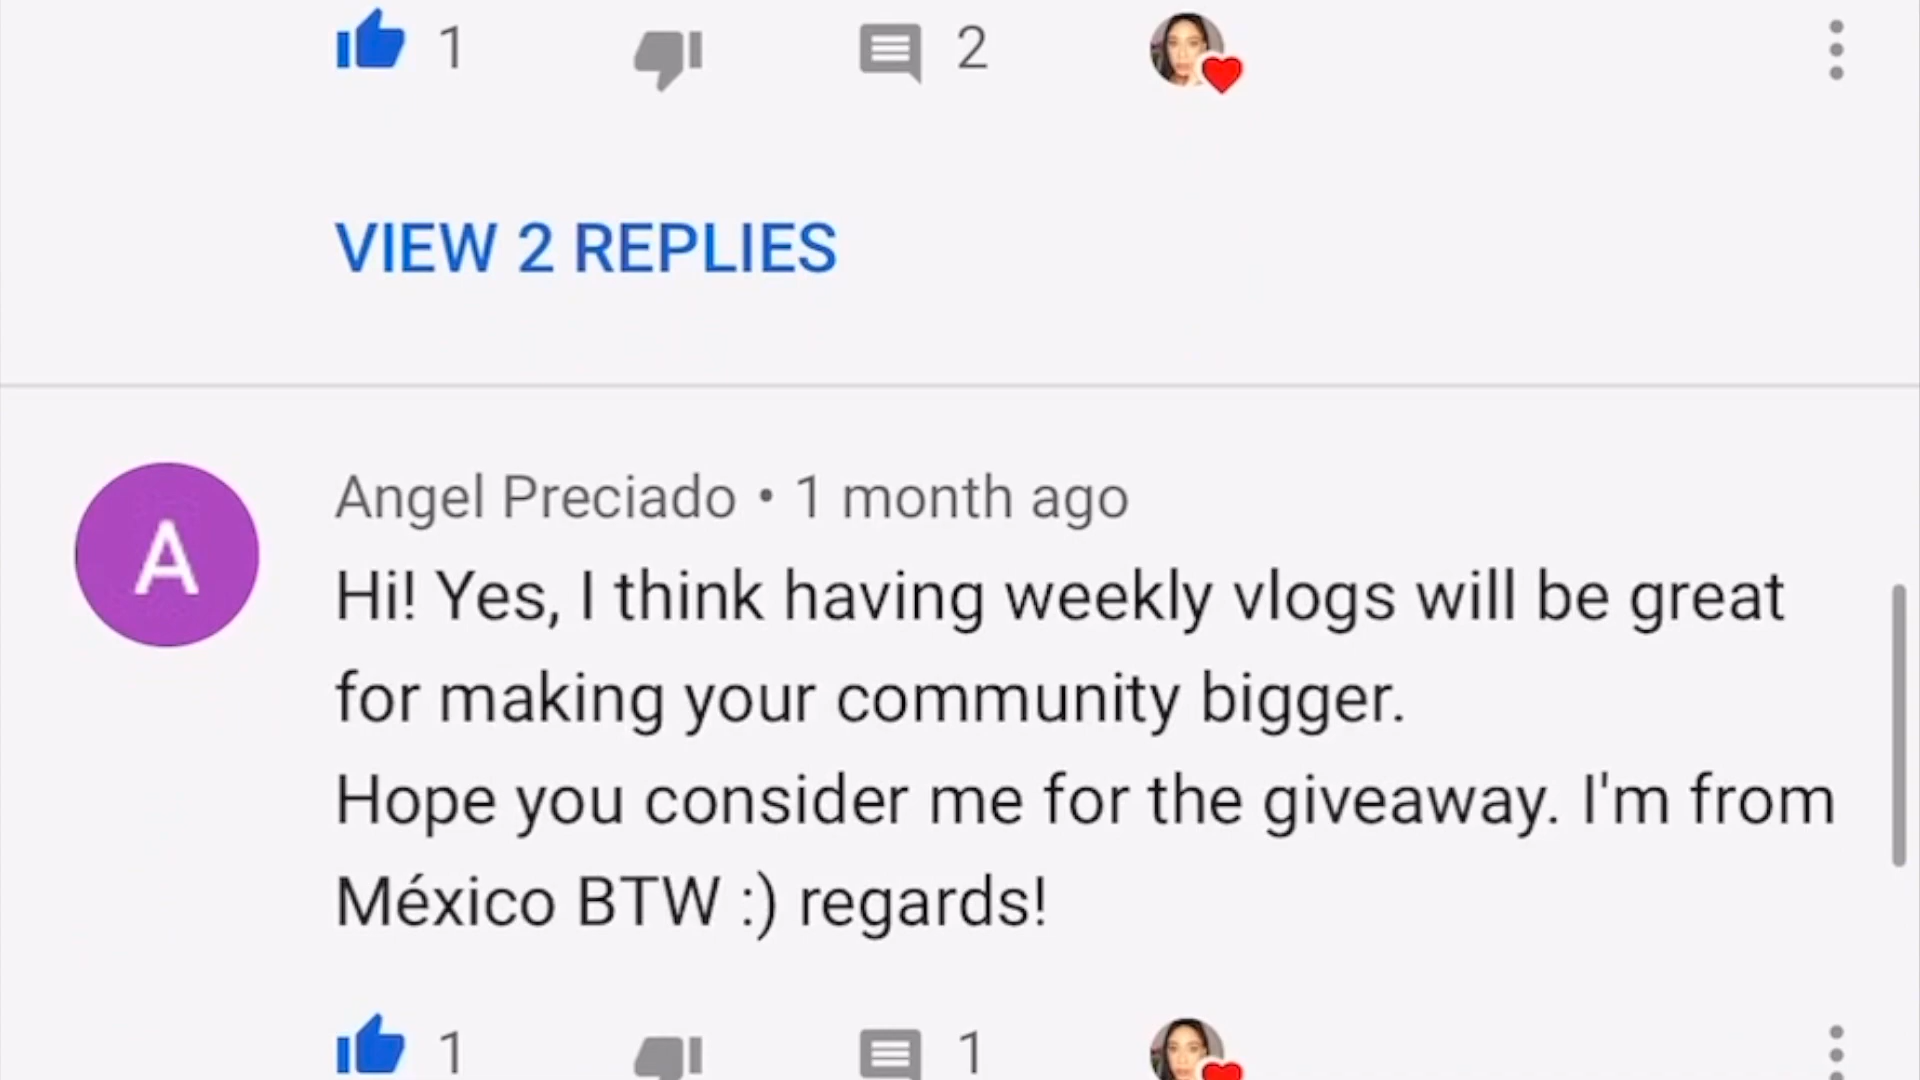 1 2
VIEW 2 REPLIES
A
Angel Preciado • 1 month ago
Hi! Yes, I think having weekly vlogs will be great
for making your community bigger.
Hope you consider me for the giveaway. I'm from
México BTW :) regards!
1 1